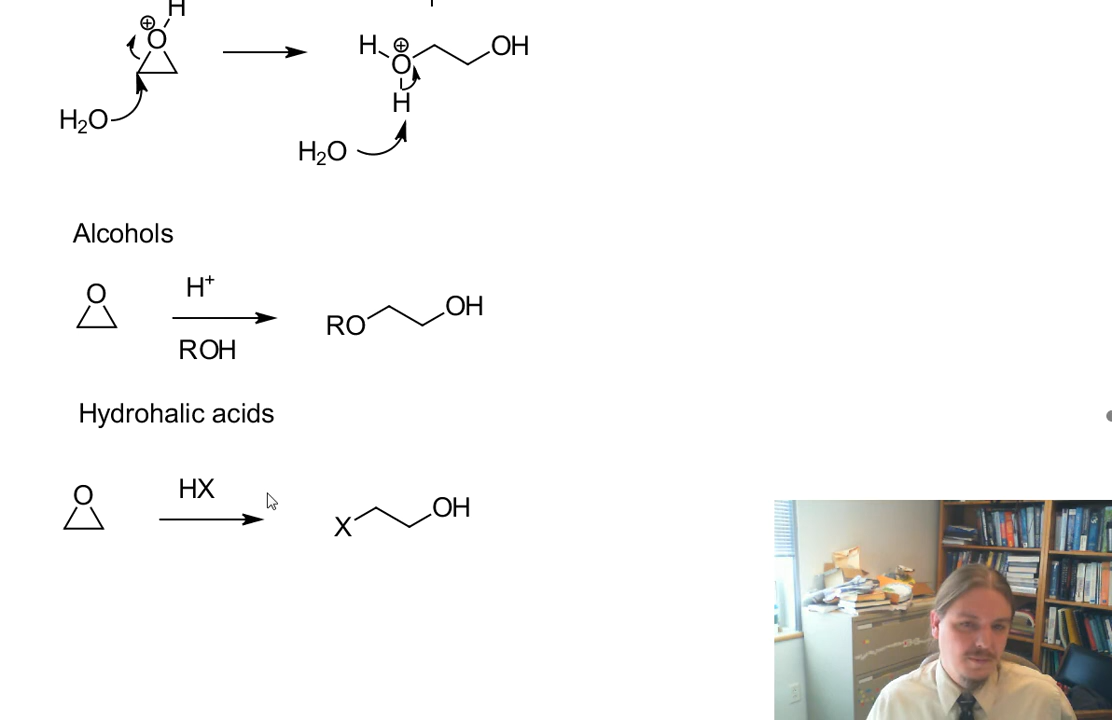 H
⊕
O
H ⊕ OH
O
H
H₂O
H₂O
Alcohols
O H⁺ OH
RO
ROH
Hydrohalic acids
O HX OH
X